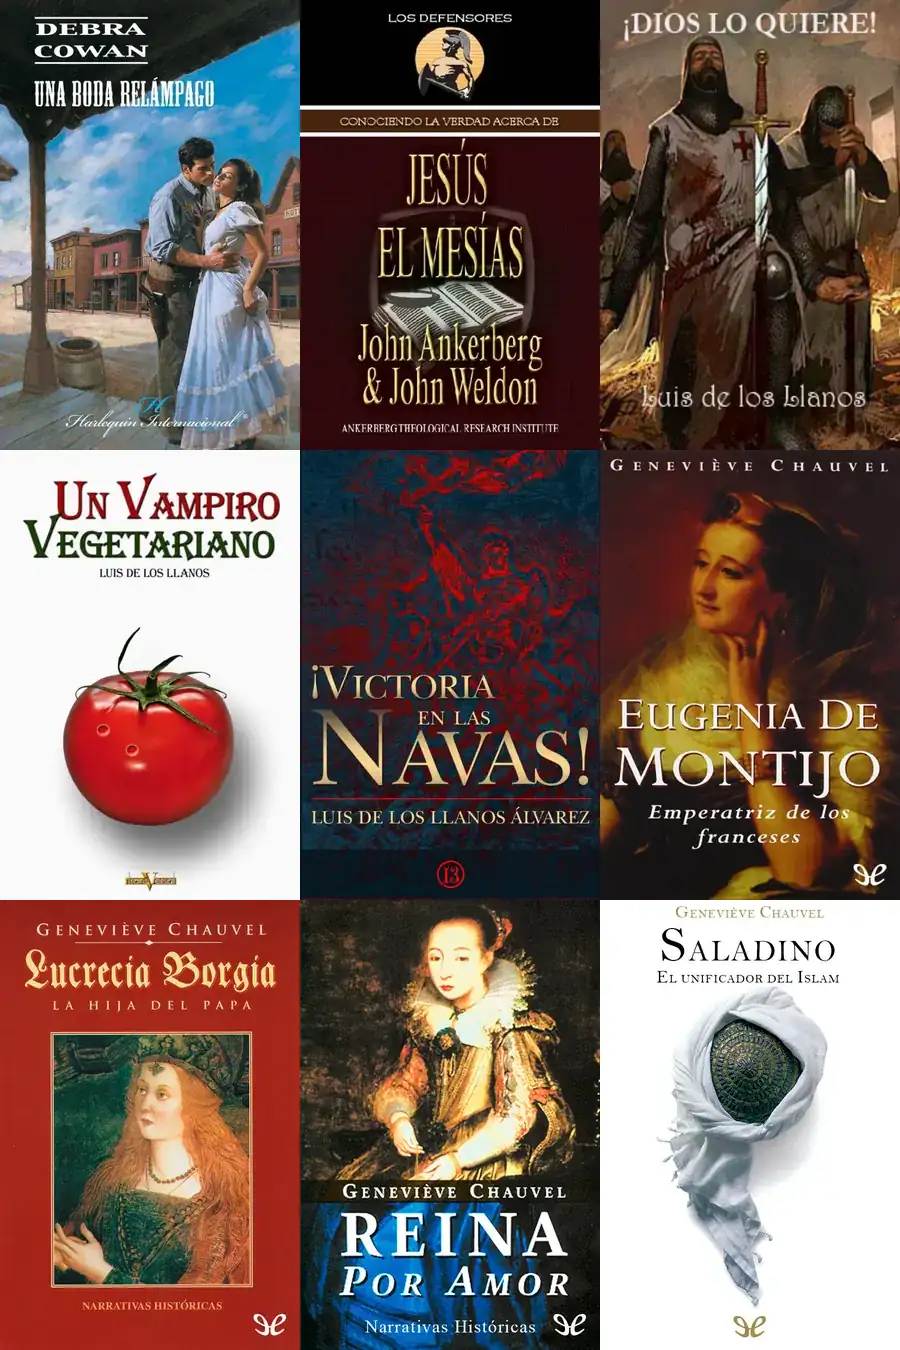 DEBRA
COWAN
UNA BODA RELÁMPAGO
H
Harlequin Internacional®
LOS DEFENSORES
CONOCIENDO LA VERDAD ACERCA DE
JESÚS
EL MESÍAS
John Ankerberg
& John Weldon
ANKERBERG THEOLOGICAL RESEARCH INSTITUTE
¡DIOS LO QUIERE!
Luis de los Llanos
UN VAMPIRO
VEGETARIANO
LUIS DE LOS LLANOS
¡VICTORIA
EN LAS
NAVAS!
LUIS DE LOS LLANOS ÁLVAREZ
13
GENEVIÈVE CHAUVEL
EUGENIA DE
MONTIJO
Emperatriz de los
franceses
GENEVIÈVE CHAUVEL
Lucrecia Borgia
LA HIJA DEL PAPA
NARRATIVAS HISTÓRICAS
GENEVIÈVE CHAUVEL
REINA
POR AMOR
Narrativas Históricas
GENEVIÈVE CHAUVEL
SALADINO
EL UNIFICADOR DEL ISLAM